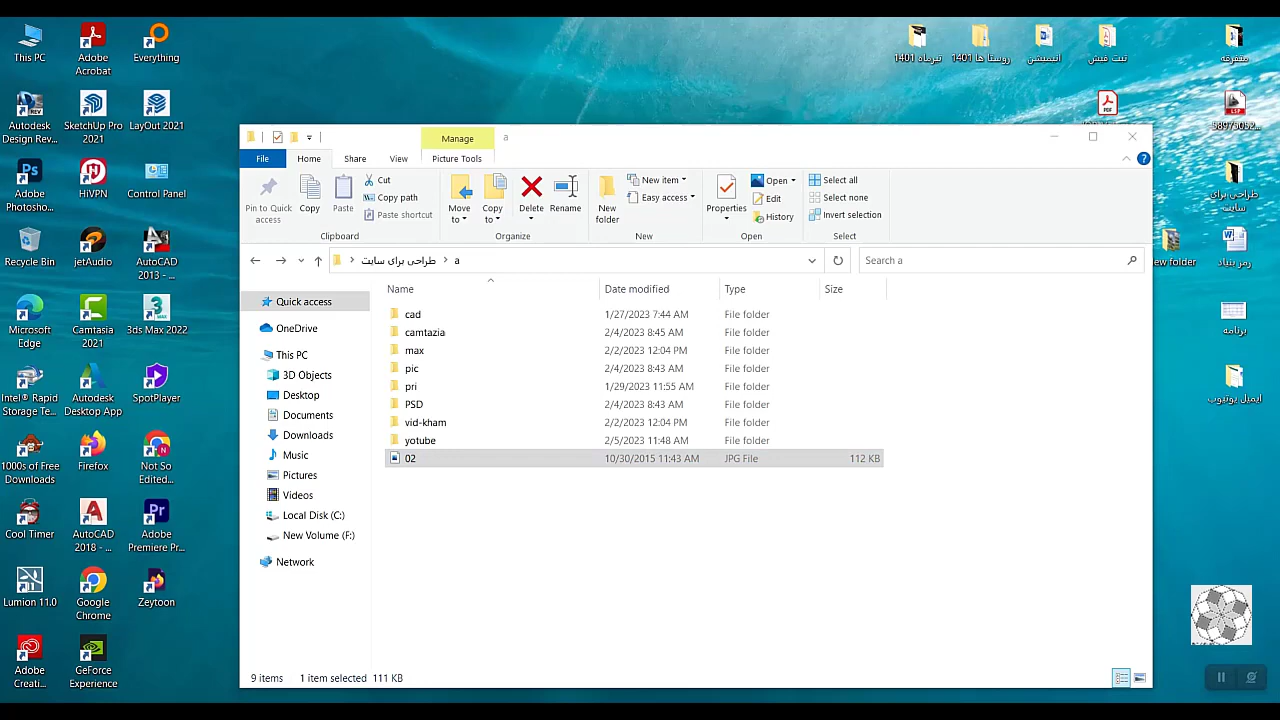 This PC
Adobe
Acrobat
Everything
Autodesk
Design Rev...
SketchUp Pro
2021
LayOut 2021
Adobe
Photosho...
HiVPN
Control Panel
Recycle Bin
jetAudio
AutoCAD
2013 - ...
Microsoft
Edge
Camtasia
2021
3ds Max 2022
Intel® Rapid
Storage Te...
Autodesk
Desktop App
SpotPlayer
1000s of Free
Downloads
Firefox
Not So
Edited...
Cool Timer
AutoCAD
2018 - ...
Adobe
Premiere Pr...
Lumion 11.0
Google
Chrome
Zeytoon
Adobe
Creati...
GeForce
Experience
Manage
a
File
Home
Share
View
Picture Tools
Pin to Quick
access
Copy
Paste
Cut
Copy path
Paste shortcut
Clipboard
Move
to
Copy
to
Delete
Rename
Organize
New
folder
New item
Easy access
New
Properties
Open
Edit
History
Open
Select all
Select none
Invert selection
Select
طراحی برای سایت
a
Search a
Quick access
OneDrive
This PC
3D Objects
Desktop
Documents
Downloads
Music
Pictures
Videos
Local Disk (C:)
New Volume (F:)
Network
Name Date modified Type Size
cad 1/27/2023 7:44 AM File folder
camtazia 2/4/2023 8:45 AM File folder
max 2/2/2023 12:04 PM File folder
pic 2/4/2023 8:43 AM File folder
pri 1/29/2023 11:55 AM File folder
PSD 2/4/2023 8:43 AM File folder
vid-kham 2/2/2023 12:04 PM File folder
yotube 2/5/2023 11:48 AM File folder
02 10/30/2015 11:43 AM JPG File 112 KB
9 items 1 item selected 111 KB
تیرماه 1401
روستا ها 1401
انیمیشن
ثبت فیش
متفرقه
PDF
LSP
طراحی برای
سایت
new folder
رمز بنیاد
برنامه
ایمیل یوتیوب